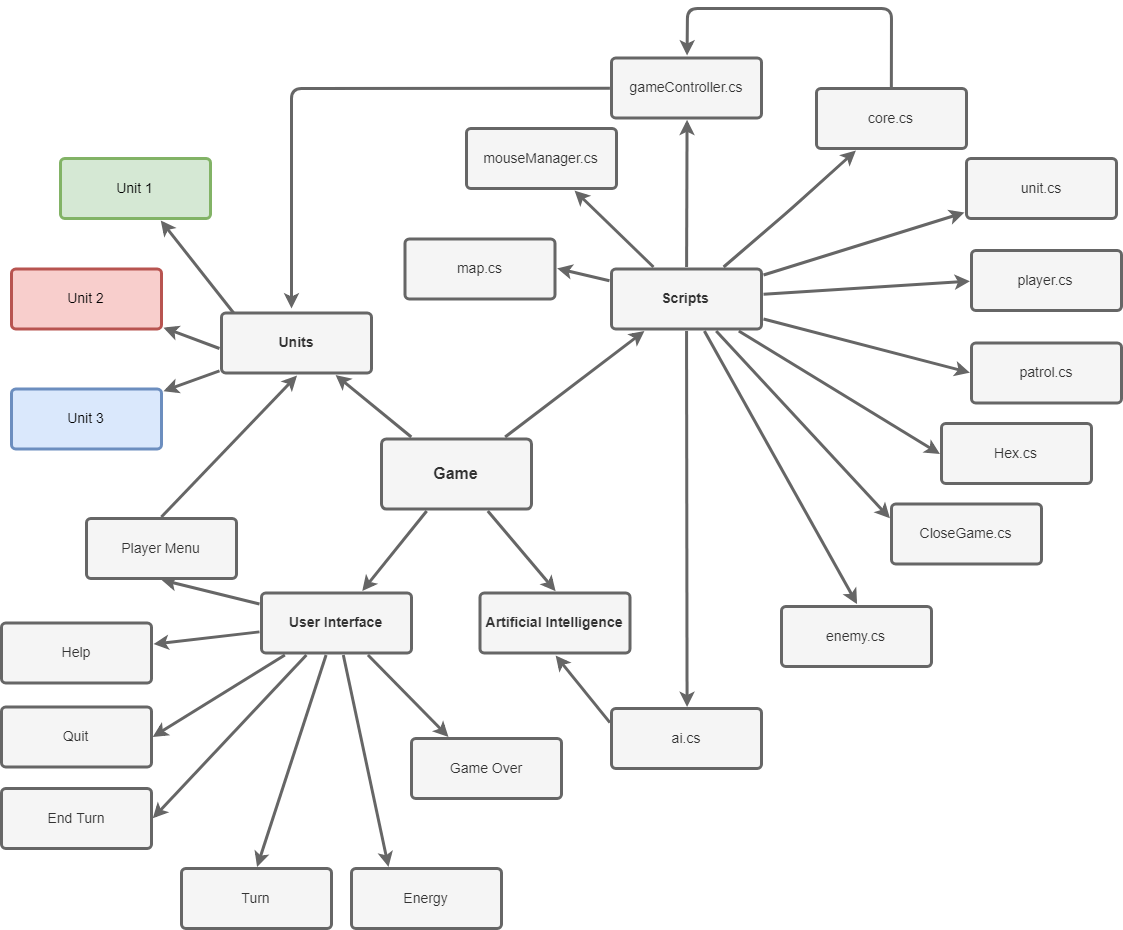 gameController.cs
core.cs
mouseManager.cs
Unit 1
unit.cs
map.cs
player.cs
Unit 2
Scripts
Units
patrol.cs
Unit 3
Hex.cs
Game
CloseGame.cs
Player Menu
User Interface
Artificial Intelligence
enemy.cs
Help
Quit
ai.cs
Game Over
End Turn
Turn
Energy